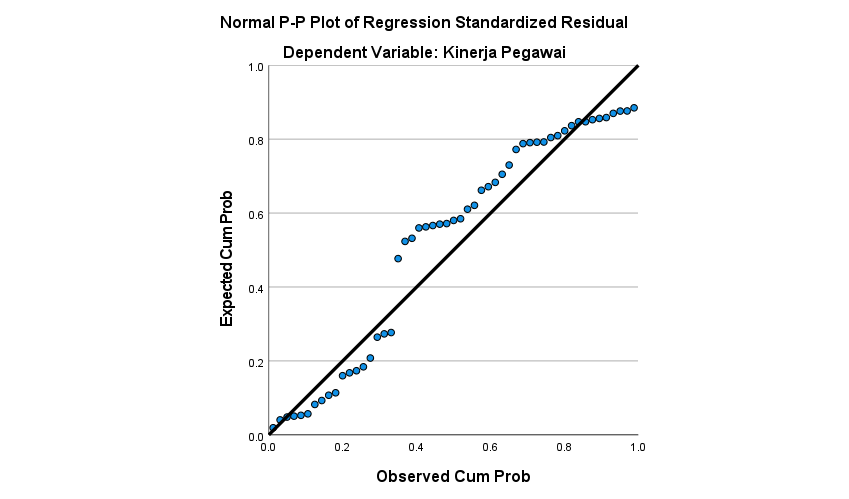 Normal P-P Plot of Regression Standardized Residual
Dependent Variable: Kinerja Pegawai
Expected Cum Prob
1.0
0.8
0.6
0.4
0.2
0.0
0.0 0.2 0.4 0.6 0.8 1.0
Observed Cum Prob